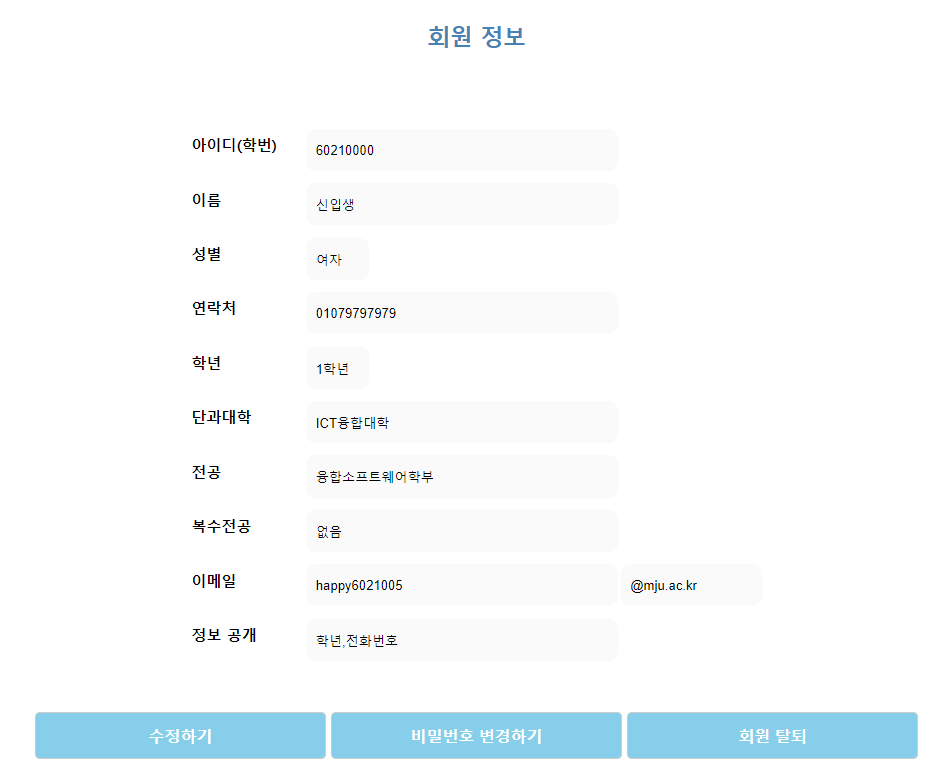 회원 정보
아이디(학번) 60210000
이름 신입생
성별 여자
연락처 01079797979
학년 1학년
단과대학 ICT융합대학
전공 융합소프트웨어학부
복수전공 없음
이메일 happy6021005 @mju.ac.kr
정보 공개 학년,전화번호
수정하기 비밀번호 변경하기 회원 탈퇴